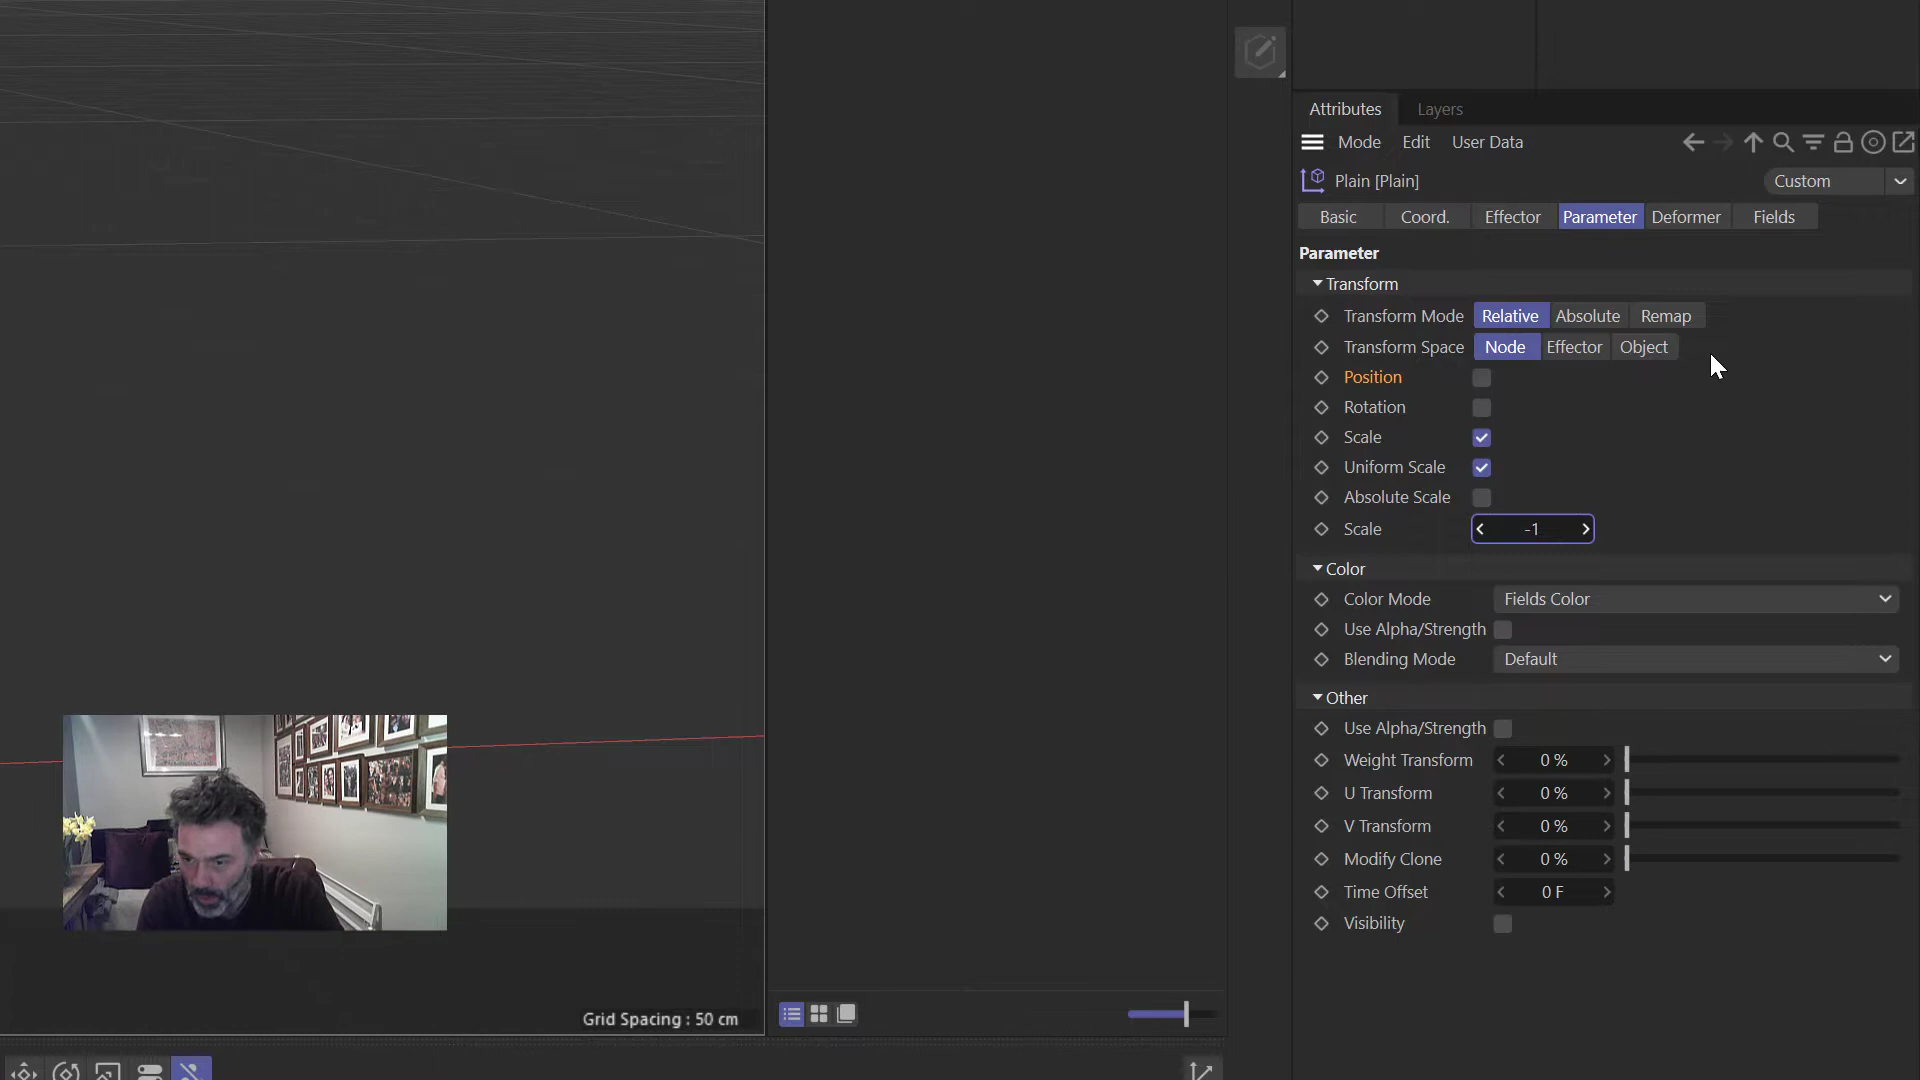 Attributes Layers
Mode Edit User Data
Plain [Plain] Custom
Basic Coord. Effector Parameter Deformer Fields
Parameter
Transform
Transform Mode Relative Absolute Remap
Transform Space Node Effector Object
Position
Rotation
Scale
Uniform Scale
Absolute Scale
Scale -1
Color
Color Mode Fields Color
Use Alpha/Strength
Blending Mode Default
Other
Use Alpha/Strength
Weight Transform 0 %
U Transform 0 %
V Transform 0 %
Modify Clone 0 %
Time Offset 0 F
Visibility
Grid Spacing : 50 cm